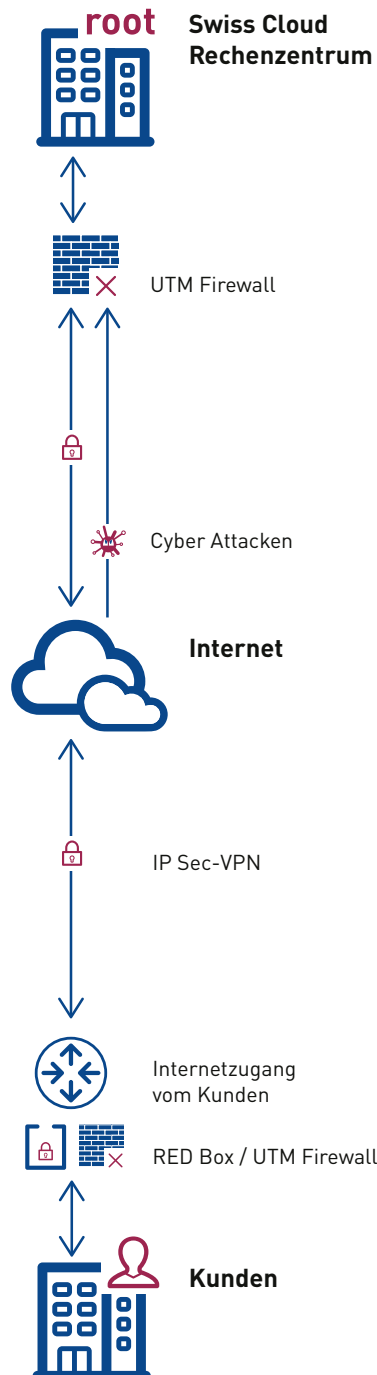 root
Swiss Cloud
Rechenzentrum
UTM Firewall
Cyber Attacken
Internet
IP Sec-VPN
Internetzugang
vom Kunden
RED Box / UTM Firewall
Kunden